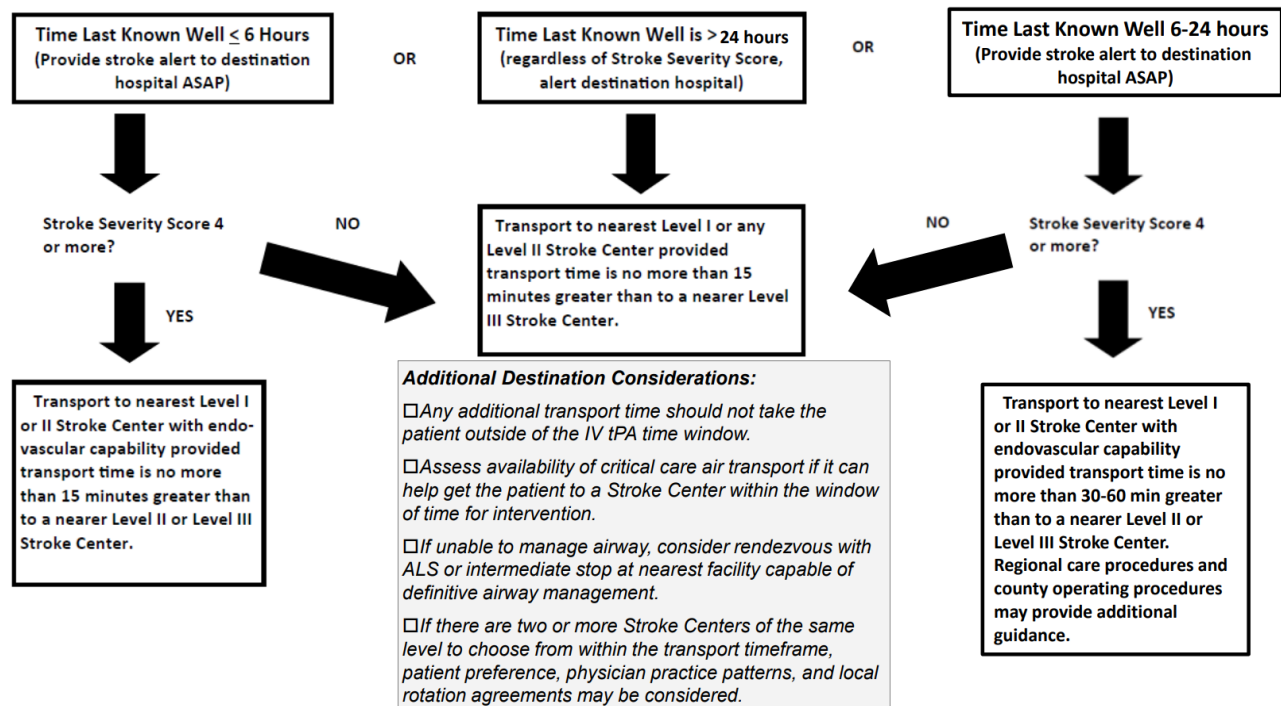 Time Last Known Well ≤ 6 Hours
(Provide stroke alert to destination
hospital ASAP)
OR
Time Last Known Well is > 24 hours
(regardless of Stroke Severity Score,
alert destination hospital)
OR
Time Last Known Well 6-24 hours
(Provide stroke alert to destination
hospital ASAP)
Stroke Severity Score 4
or more?
NO
YES
Transport to nearest Level I or any
Level II Stroke Center provided
transport time is no more than 15
minutes greater than to a nearer Level
III Stroke Center.
NO
Stroke Severity Score 4
or more?
YES
Transport to nearest Level I
or II Stroke Center with endo-
vascular capability provided
transport time is no more
than 15 minutes greater than
to a nearer Level II or Level III
Stroke Center.
Additional Destination Considerations:
☐Any additional transport time should not take the
patient outside of the IV tPA time window.
☐Assess availability of critical care air transport if it can
help get the patient to a Stroke Center within the window
of time for intervention.
☐If unable to manage airway, consider rendezvous with
ALS or intermediate stop at nearest facility capable of
definitive airway management.
☐If there are two or more Stroke Centers of the same
level to choose from within the transport timeframe,
patient preference, physician practice patterns, and local
rotation agreements may be considered.
Transport to nearest Level I
or II Stroke Center with
endovascular capability
provided transport time is no
more than 30-60 min greater
than to a nearer Level II or
Level III Stroke Center.
Regional care procedures and
county operating procedures
may provide additional
guidance.